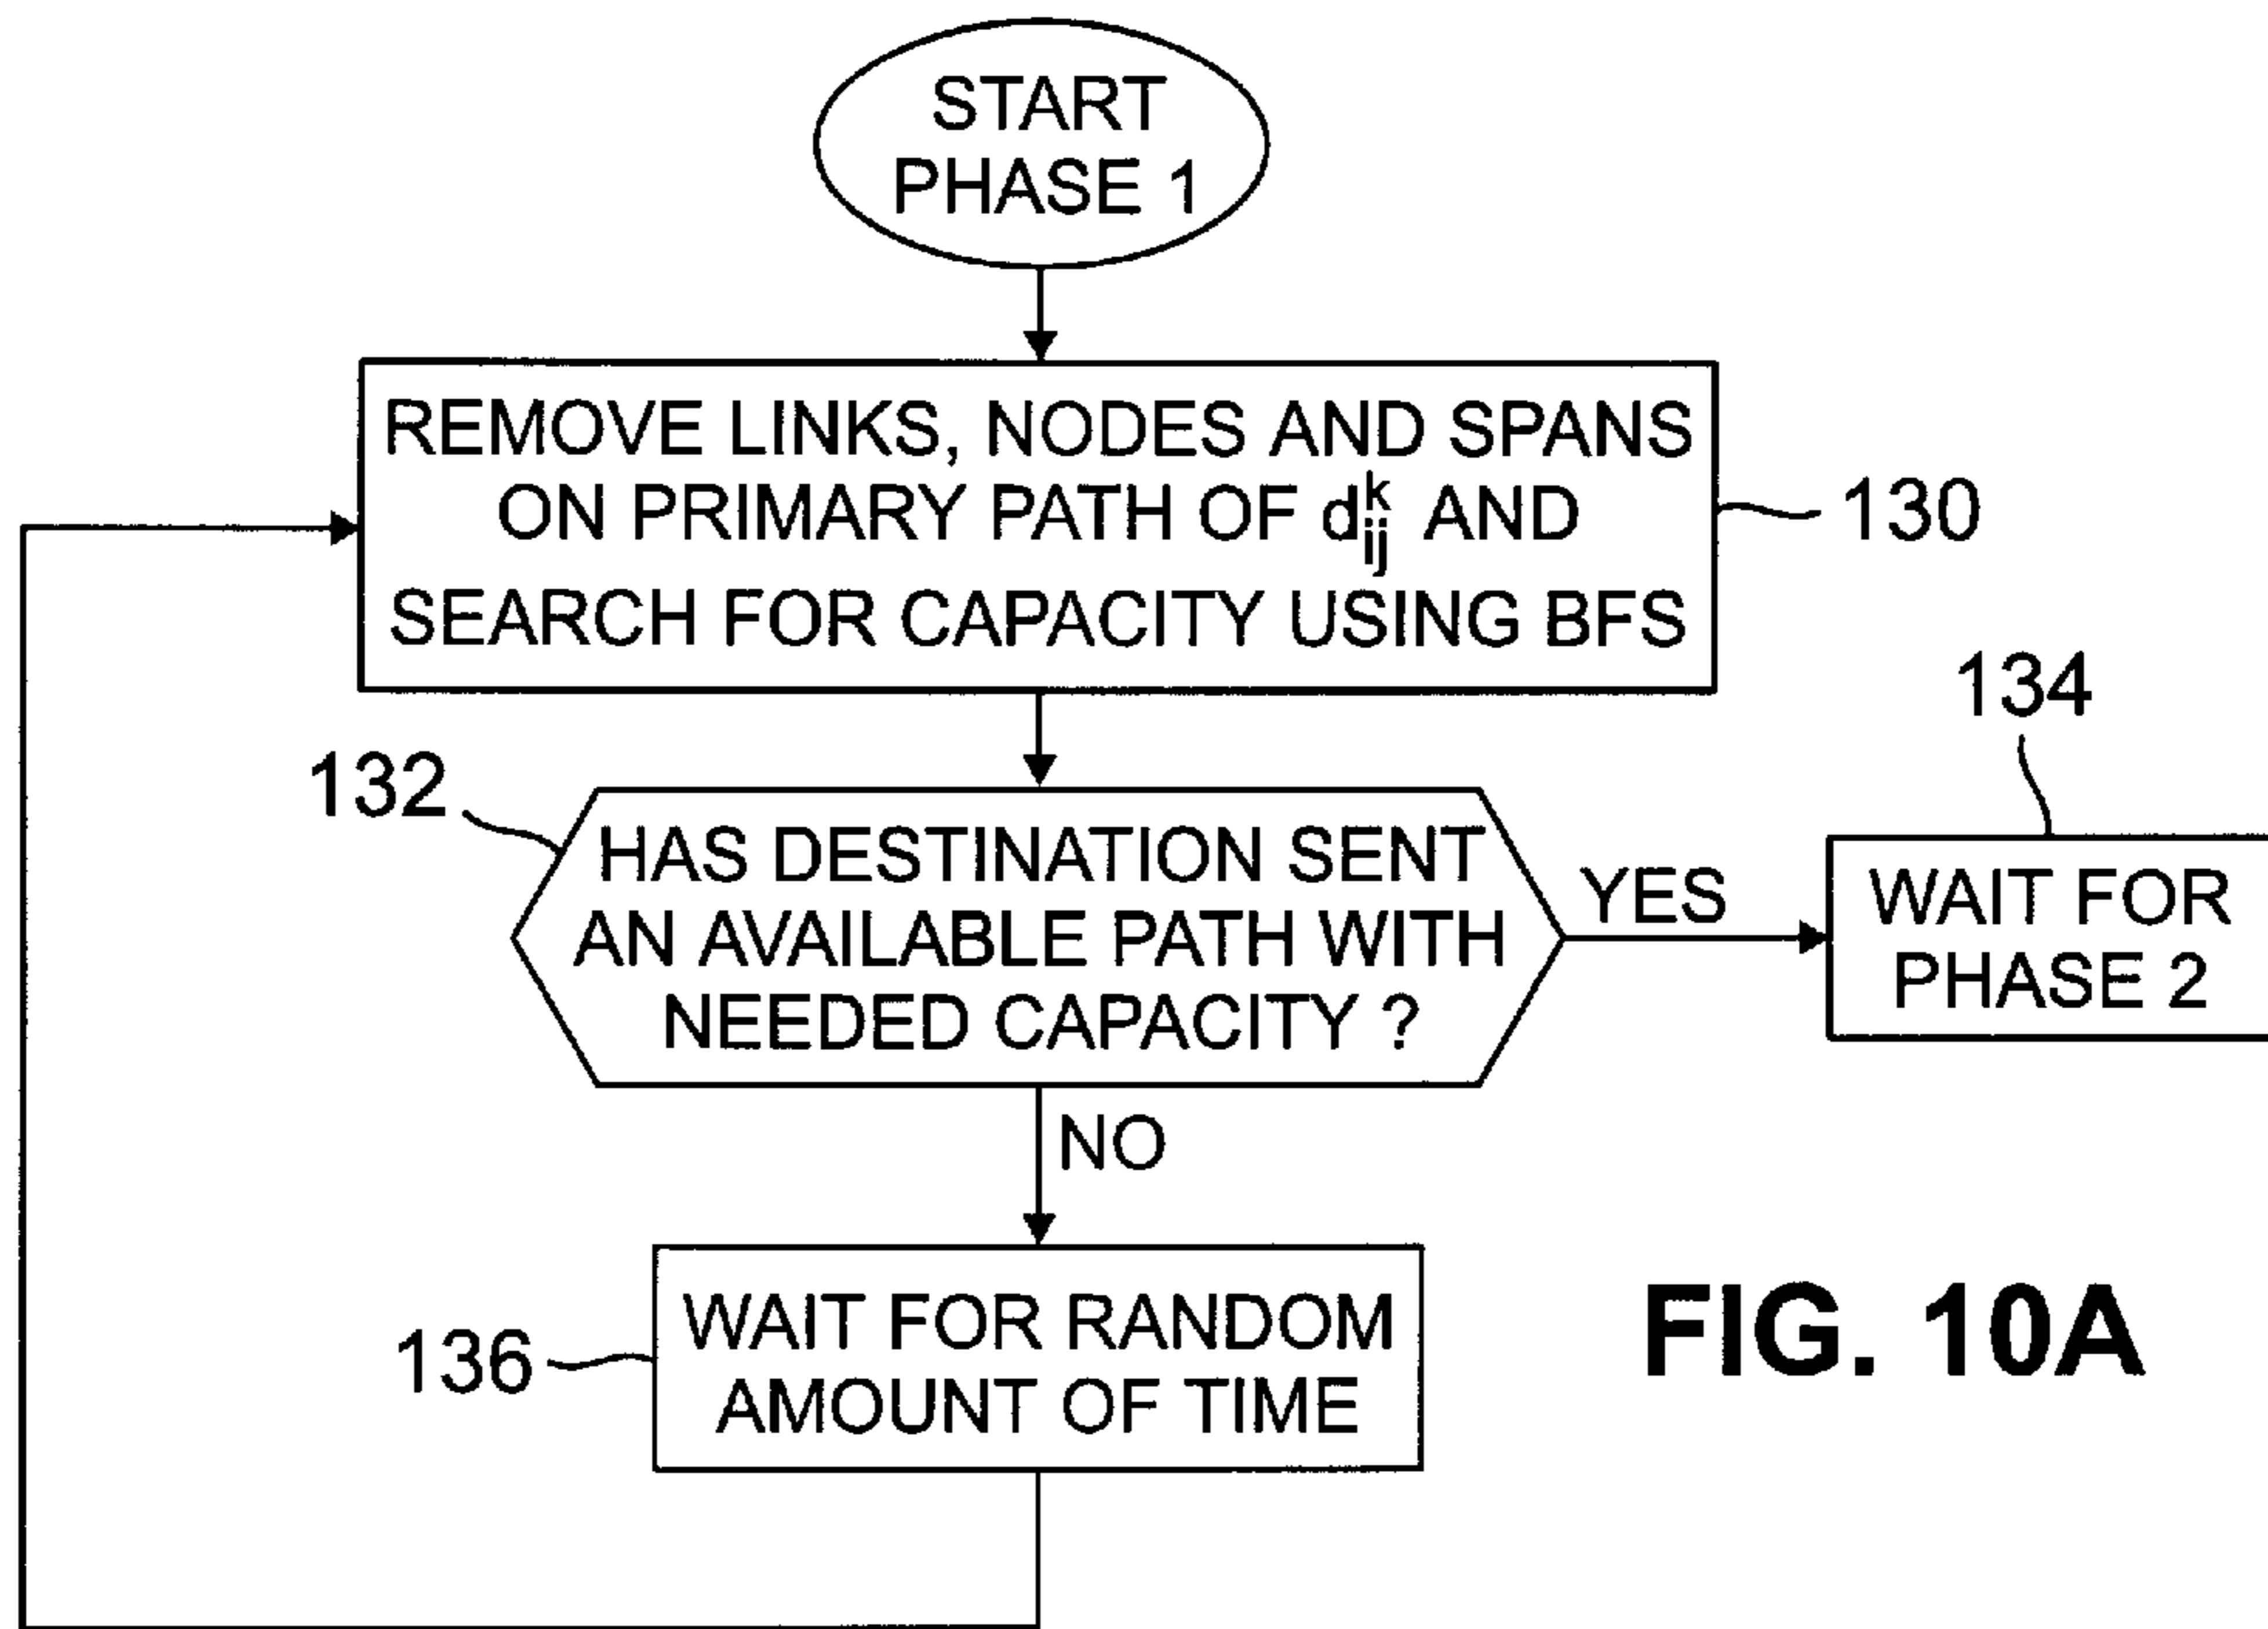 START
PHASE 1
REMOVE LINKS, NODES AND SPANS
ON PRIMARY PATH OF d^k_ij AND
SEARCH FOR CAPACITY USING BFS
130
132
HAS DESTINATION SENT
AN AVAILABLE PATH WITH
NEEDED CAPACITY ?
YES
134
WAIT FOR
PHASE 2
NO
136
WAIT FOR RANDOM
AMOUNT OF TIME
FIG. 10A